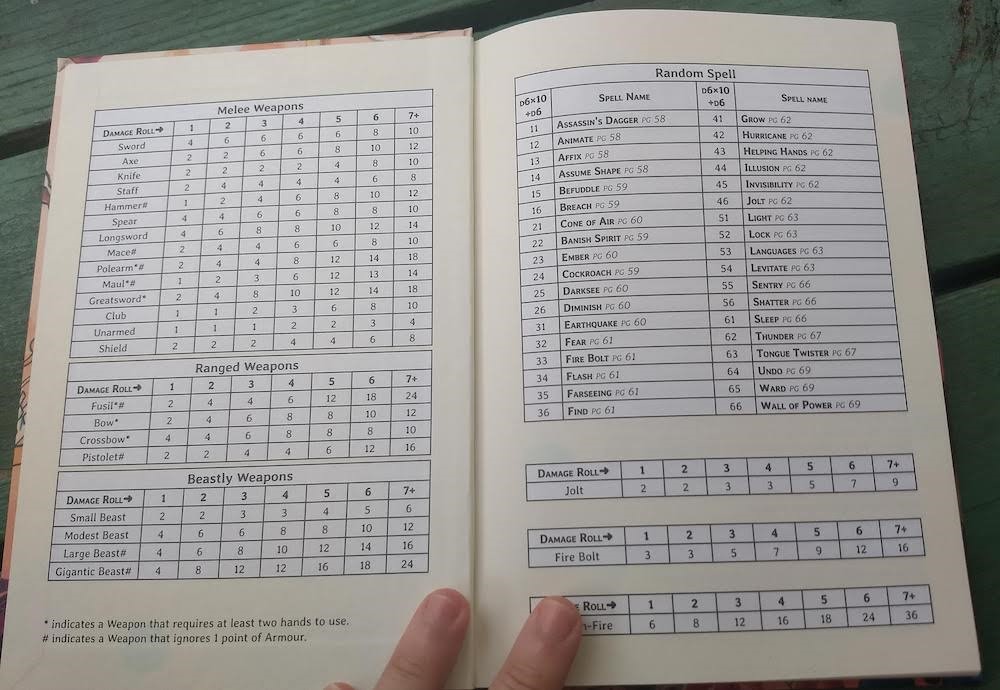 Melee Weapons
Damage Roll➔ 1 2 3 4 5 6 7+
Sword 4 6 6 6 6 8 10
Axe 2 2 6 6 8 10 12
Knife 2 2 2 2 4 8 10
Staff 2 4 4 4 4 6 8
Hammer# 1 2 4 6 8 10 12
Spear 4 4 6 6 8 8 10
Longsword 4 6 8 8 10 12 14
Mace# 2 4 4 6 6 8 10
Polearm*# 2 4 4 8 12 14 18
Maul*# 1 2 3 6 12 13 14
Greatsword* 2 4 8 10 12 14 18
Club 1 1 2 3 6 8 10
Unarmed 1 1 1 2 2 3 4
Shield 2 2 2 4 4 6 8
Ranged Weapons
Damage Roll➔ 1 2 3 4 5 6 7+
Fusil*# 2 4 4 6 12 18 24
Bow* 2 4 6 8 8 10 12
Crossbow* 4 4 6 8 8 8 10
Pistolet# 2 2 4 4 6 12 16
Beastly Weapons
Damage Roll➔ 1 2 3 4 5 6 7+
Small Beast 2 2 3 3 4 5 6
Modest Beast 4 6 6 8 8 10 12
Large Beast# 4 6 8 10 12 14 16
Gigantic Beast# 4 8 12 12 16 18 24
* indicates a Weapon that requires at least two hands to use.
# indicates a Weapon that ignores 1 point of Armour.
Random Spell
D6×10 +D6 Spell Name D6×10 +D6 Spell name
11 Assassin's Dagger pg 58 41 Grow pg 62
12 Animate pg 58 42 Hurricane pg 62
13 Affix pg 58 43 Helping Hands pg 62
14 Assume Shape pg 58 44 Illusion pg 62
15 Befuddle pg 59 45 Invisibility pg 62
16 Breach pg 59 46 Jolt pg 62
21 Cone of Air pg 60 51 Light pg 63
22 Banish Spirit pg 59 52 Lock pg 63
23 Ember pg 60 53 Languages pg 63
24 Cockroach pg 59 54 Levitate pg 63
25 Darksee pg 60 55 Sentry pg 66
26 Diminish pg 60 56 Shatter pg 66
31 Earthquake pg 60 61 Sleep pg 66
32 Fear pg 61 62 Thunder pg 67
33 Fire Bolt pg 61 63 Tongue Twister pg 67
34 Flash pg 61 64 Undo pg 69
35 Farseeing pg 61 65 Ward pg 69
36 Find pg 61 66 Wall of Power pg 69
Damage Roll➔ 1 2 3 4 5 6 7+
Jolt 2 2 3 3 5 7 9
Damage Roll➔ 1 2 3 4 5 6 7+
Fire Bolt 3 3 5 7 9 12 16
Roll➔ 1 2 3 4 5 6 7+
-Fire 6 8 12 16 18 24 36